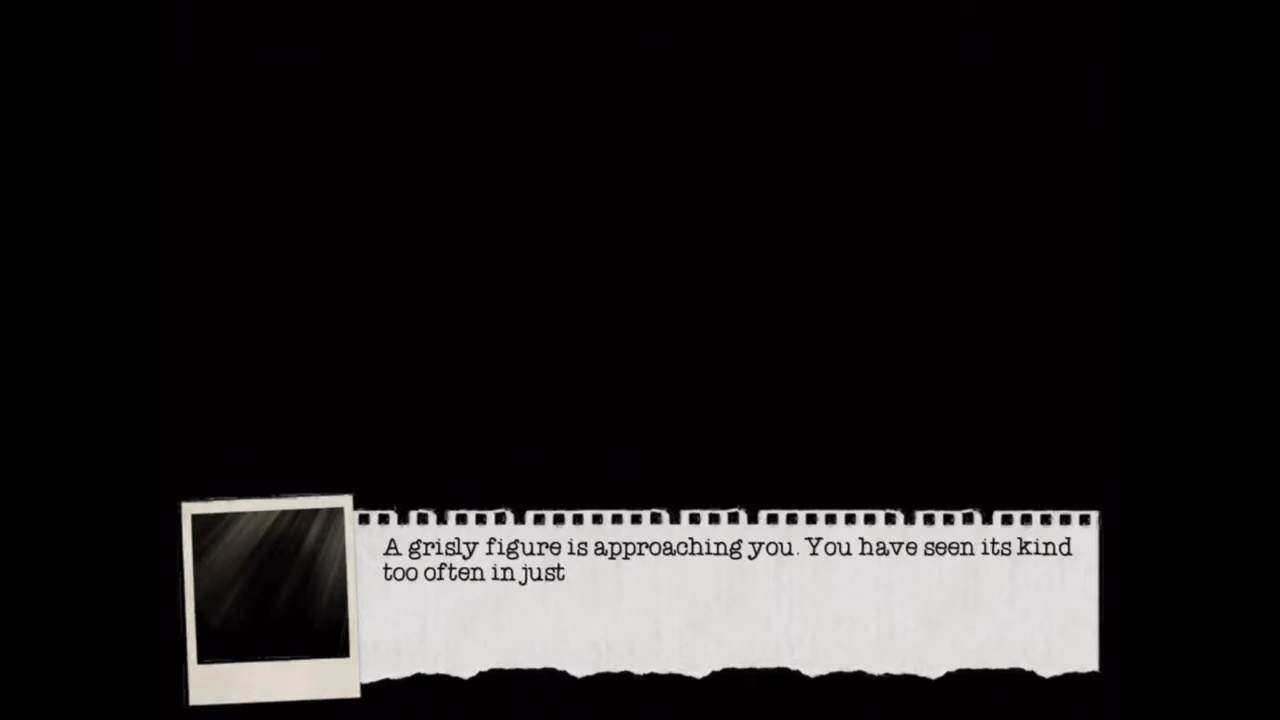 A grisly figure is approaching you. You have seen its kind
too often in just